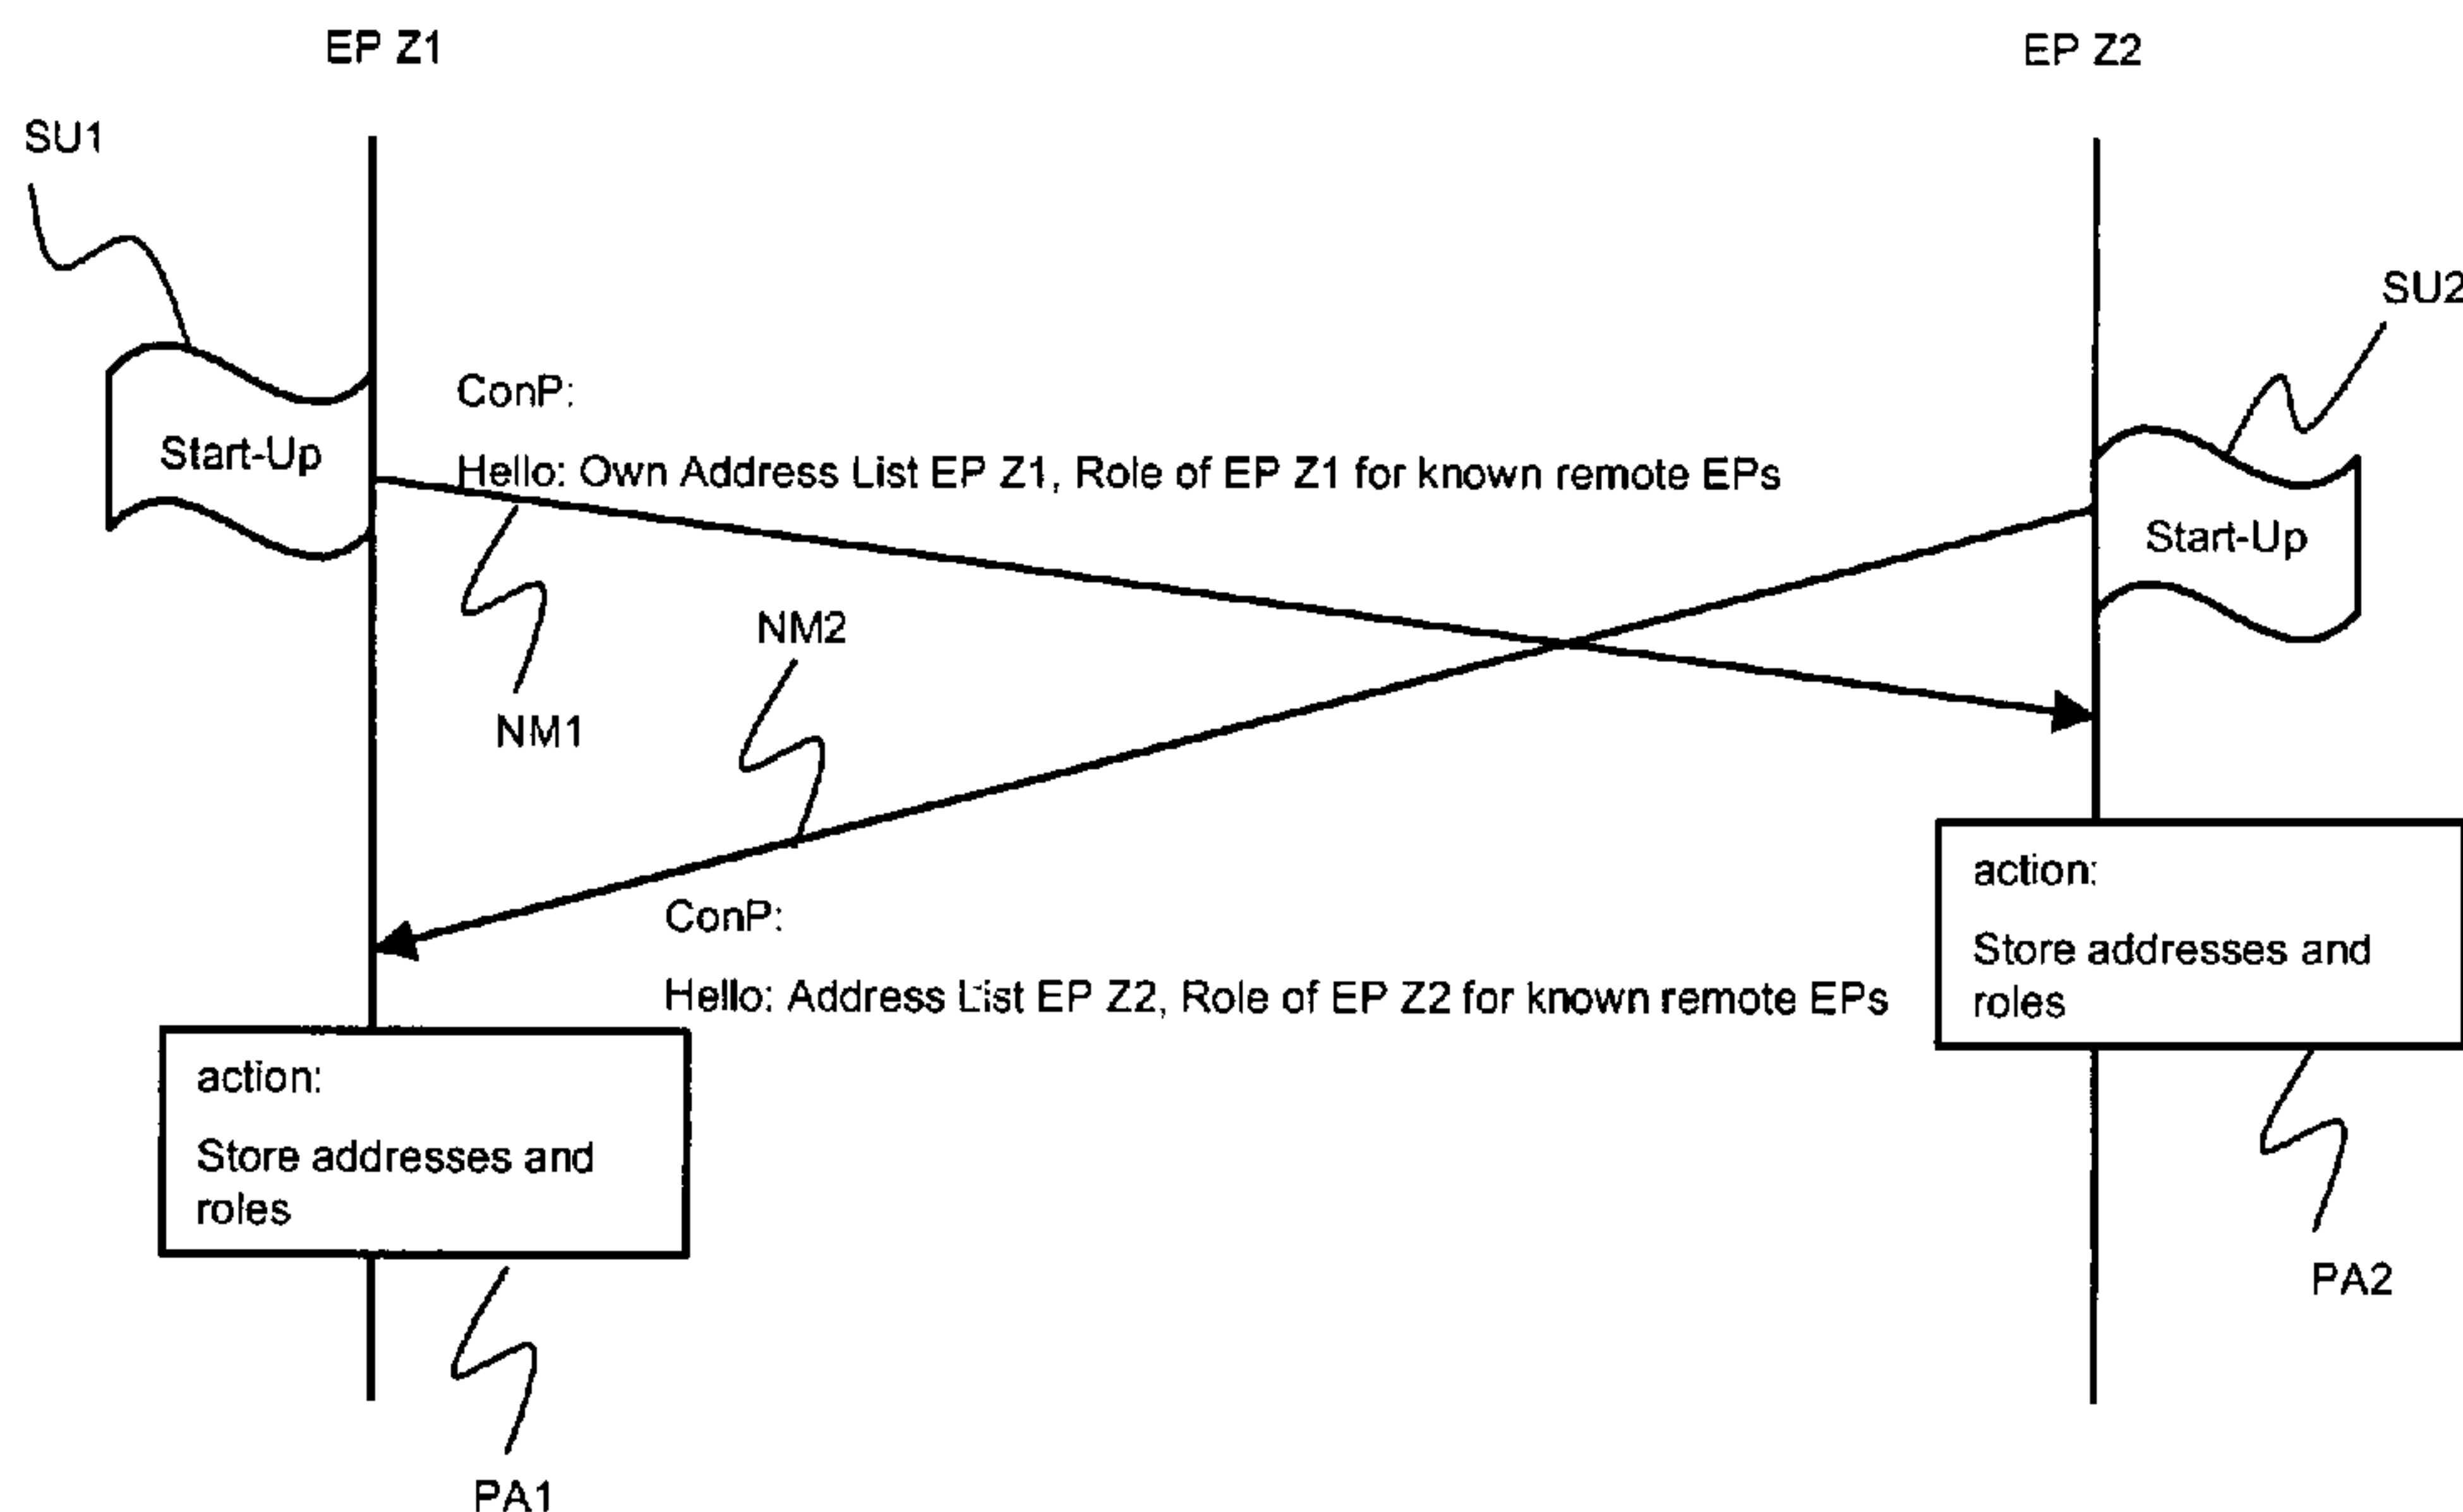 EP Z1
EP Z2
SU1
SU2
ConP:
Start-Up
Hello: Own Address List EP Z1, Role of EP Z1 for known remote EPs
Start-Up
NM2
NM1
action:
Store addresses and
roles
ConP:
Hello: Address List EP Z2, Role of EP Z2 for known remote EPs
action:
Store addresses and
roles
PA2
PA1